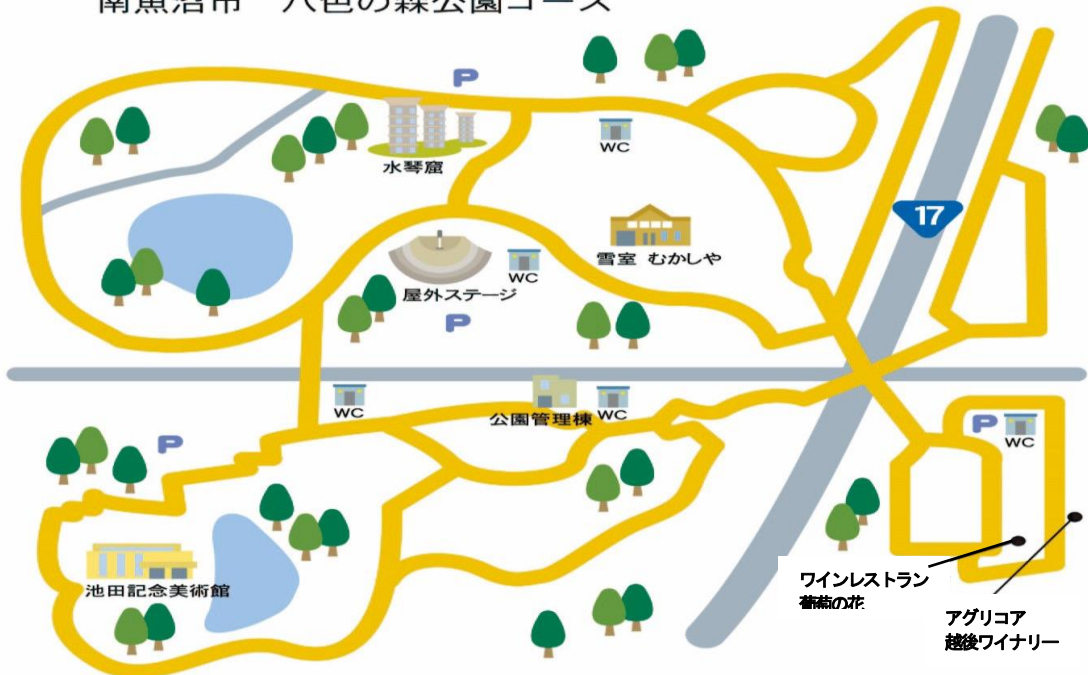 南魚沼市 八色の森公園コース
P
水琴窟
WC
17
雪室 むかしや
WC
屋外ステージ
P
WC
公園管理棟
WC
P
P
WC
池田記念美術館
ワインレストラン
葡萄の花
アグリコア
越後ワイナリー